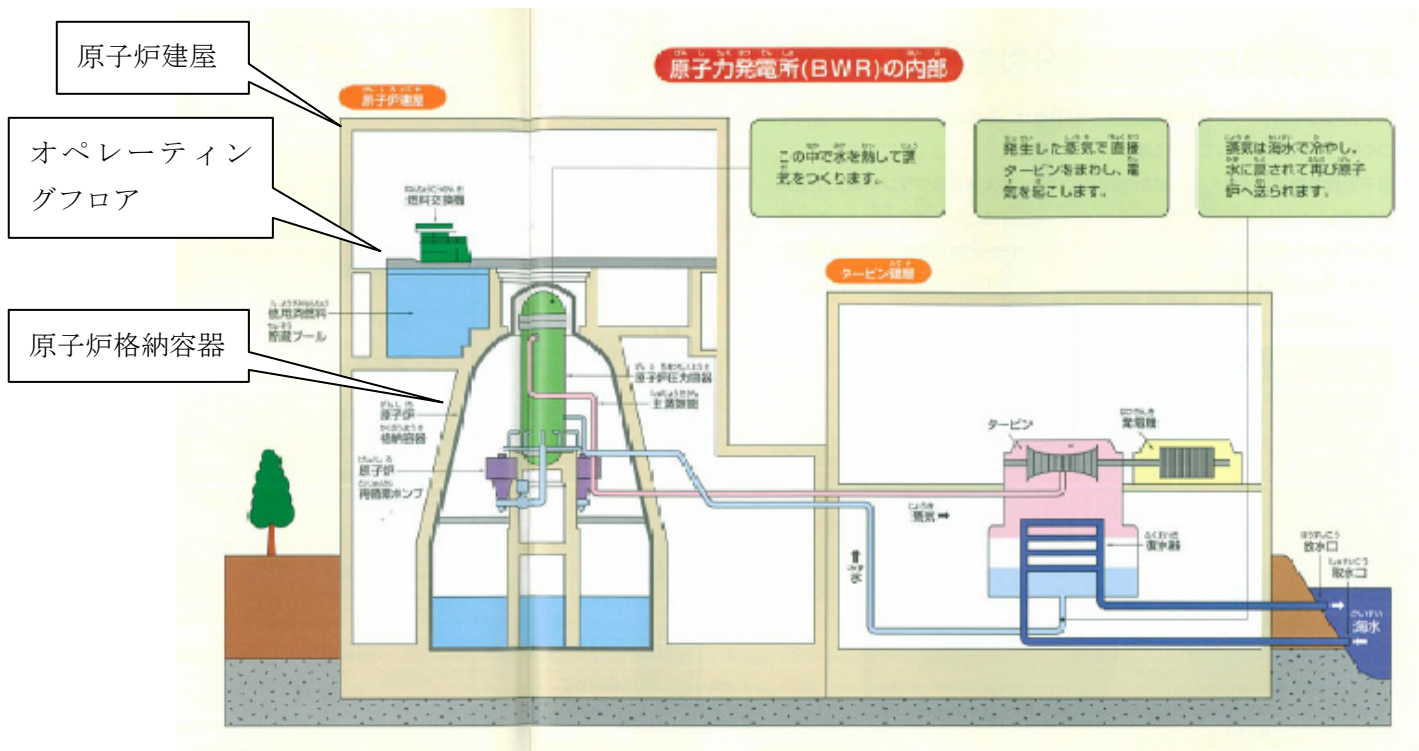 原子炉建屋
オペレーティン
グフロア
原子炉格納容器
原子力発電所(BWR)の内部
原子炉建屋
この中で水を熱して蒸
気をつくります。
発生した蒸気で直接
タービンをまわし、電
気を起こします。
蒸気は海水で冷やし、
水に戻されて再び原子
炉へ送られます。
燃料交換機
タービン建屋
使用済燃料
貯蔵プール
原子炉圧力容器
主蒸気管
原子炉
格納容器
原子炉
再循環ポンプ
タービン
発電機
蒸気
復水器
水
放水口
取水口
海水